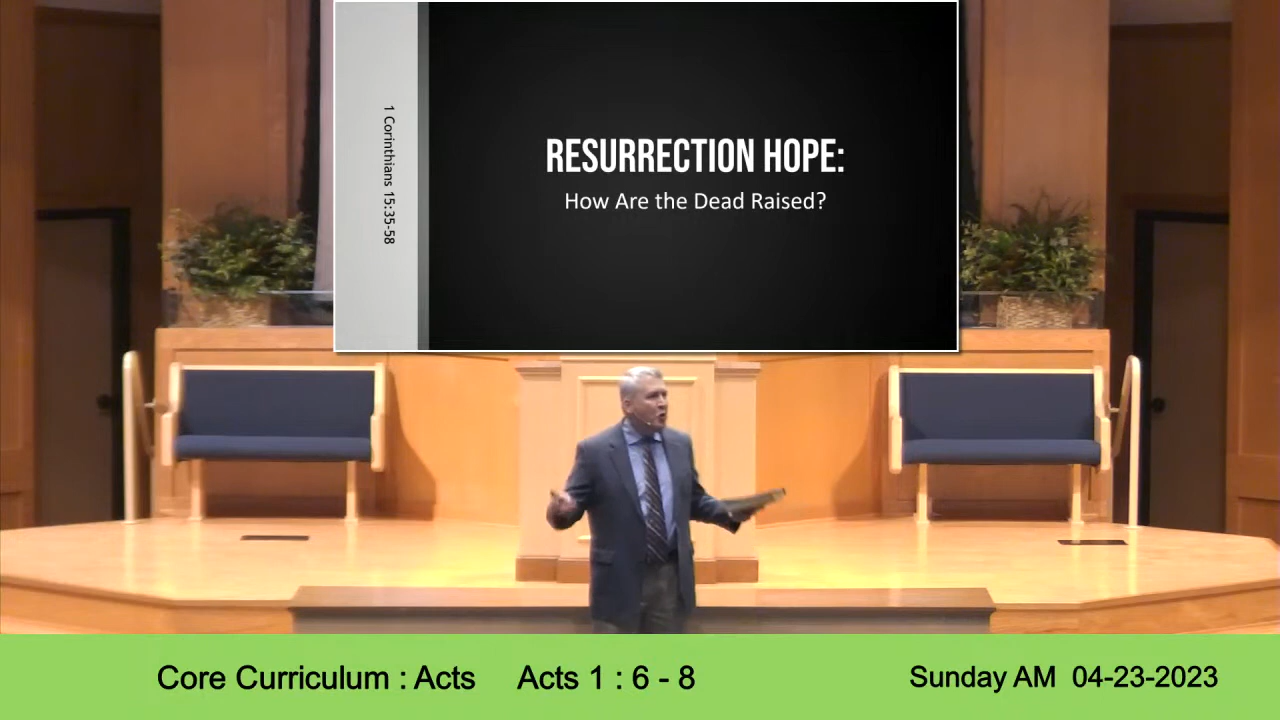 1 Corinthians 15:35-58
RESURRECTION HOPE:
How Are the Dead Raised?
Core Curriculum : Acts Acts 1 : 6 - 8 Sunday AM 04-23-2023